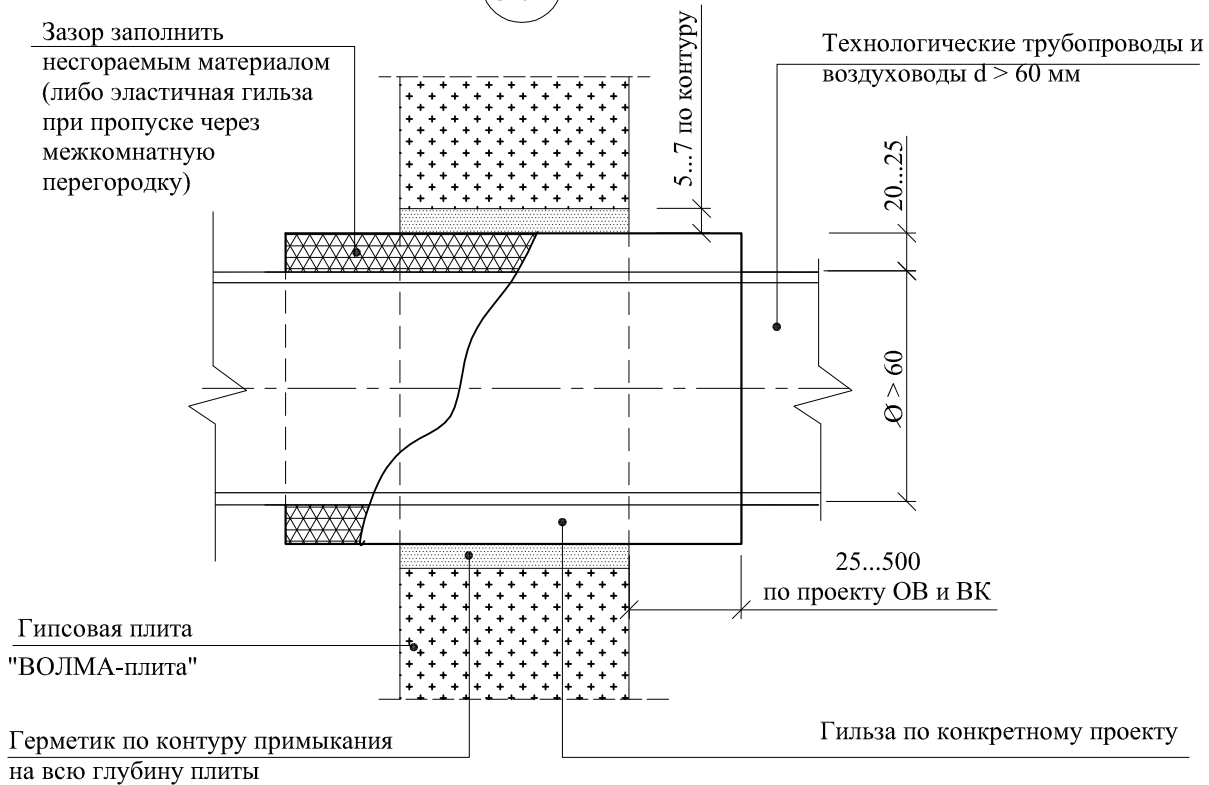 Зазор заполнить
несгораемым материалом
(либо эластичная гильза
при пропуске через
межкомнатную
перегородку)
5...7 по контуру
Технологические трубопроводы и
воздуховоды d > 60 мм
20...25
Ø > 60
25...500
по проекту ОВ и ВК
Гипсовая плита
"ВОЛМА-плита"
Герметик по контуру примыкания
на всю глубину плиты
Гильза по конкретному проекту